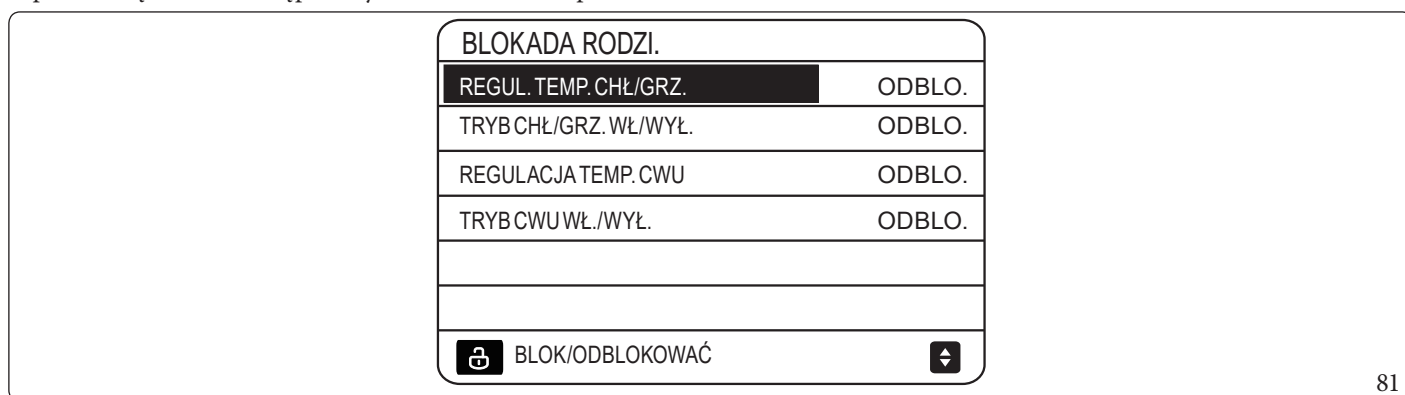 BLOKADA RODZI.
REGUL. TEMP. CHŁ/GRZ. ODBLO.
TRYB CHŁ/GRZ. WŁ/WYŁ. ODBLO.
REGULACJA TEMP. CWU ODBLO.
TRYB CWU WŁ./WYŁ. ODBLO.
BLOK/ODBLOKOWAĆ
81